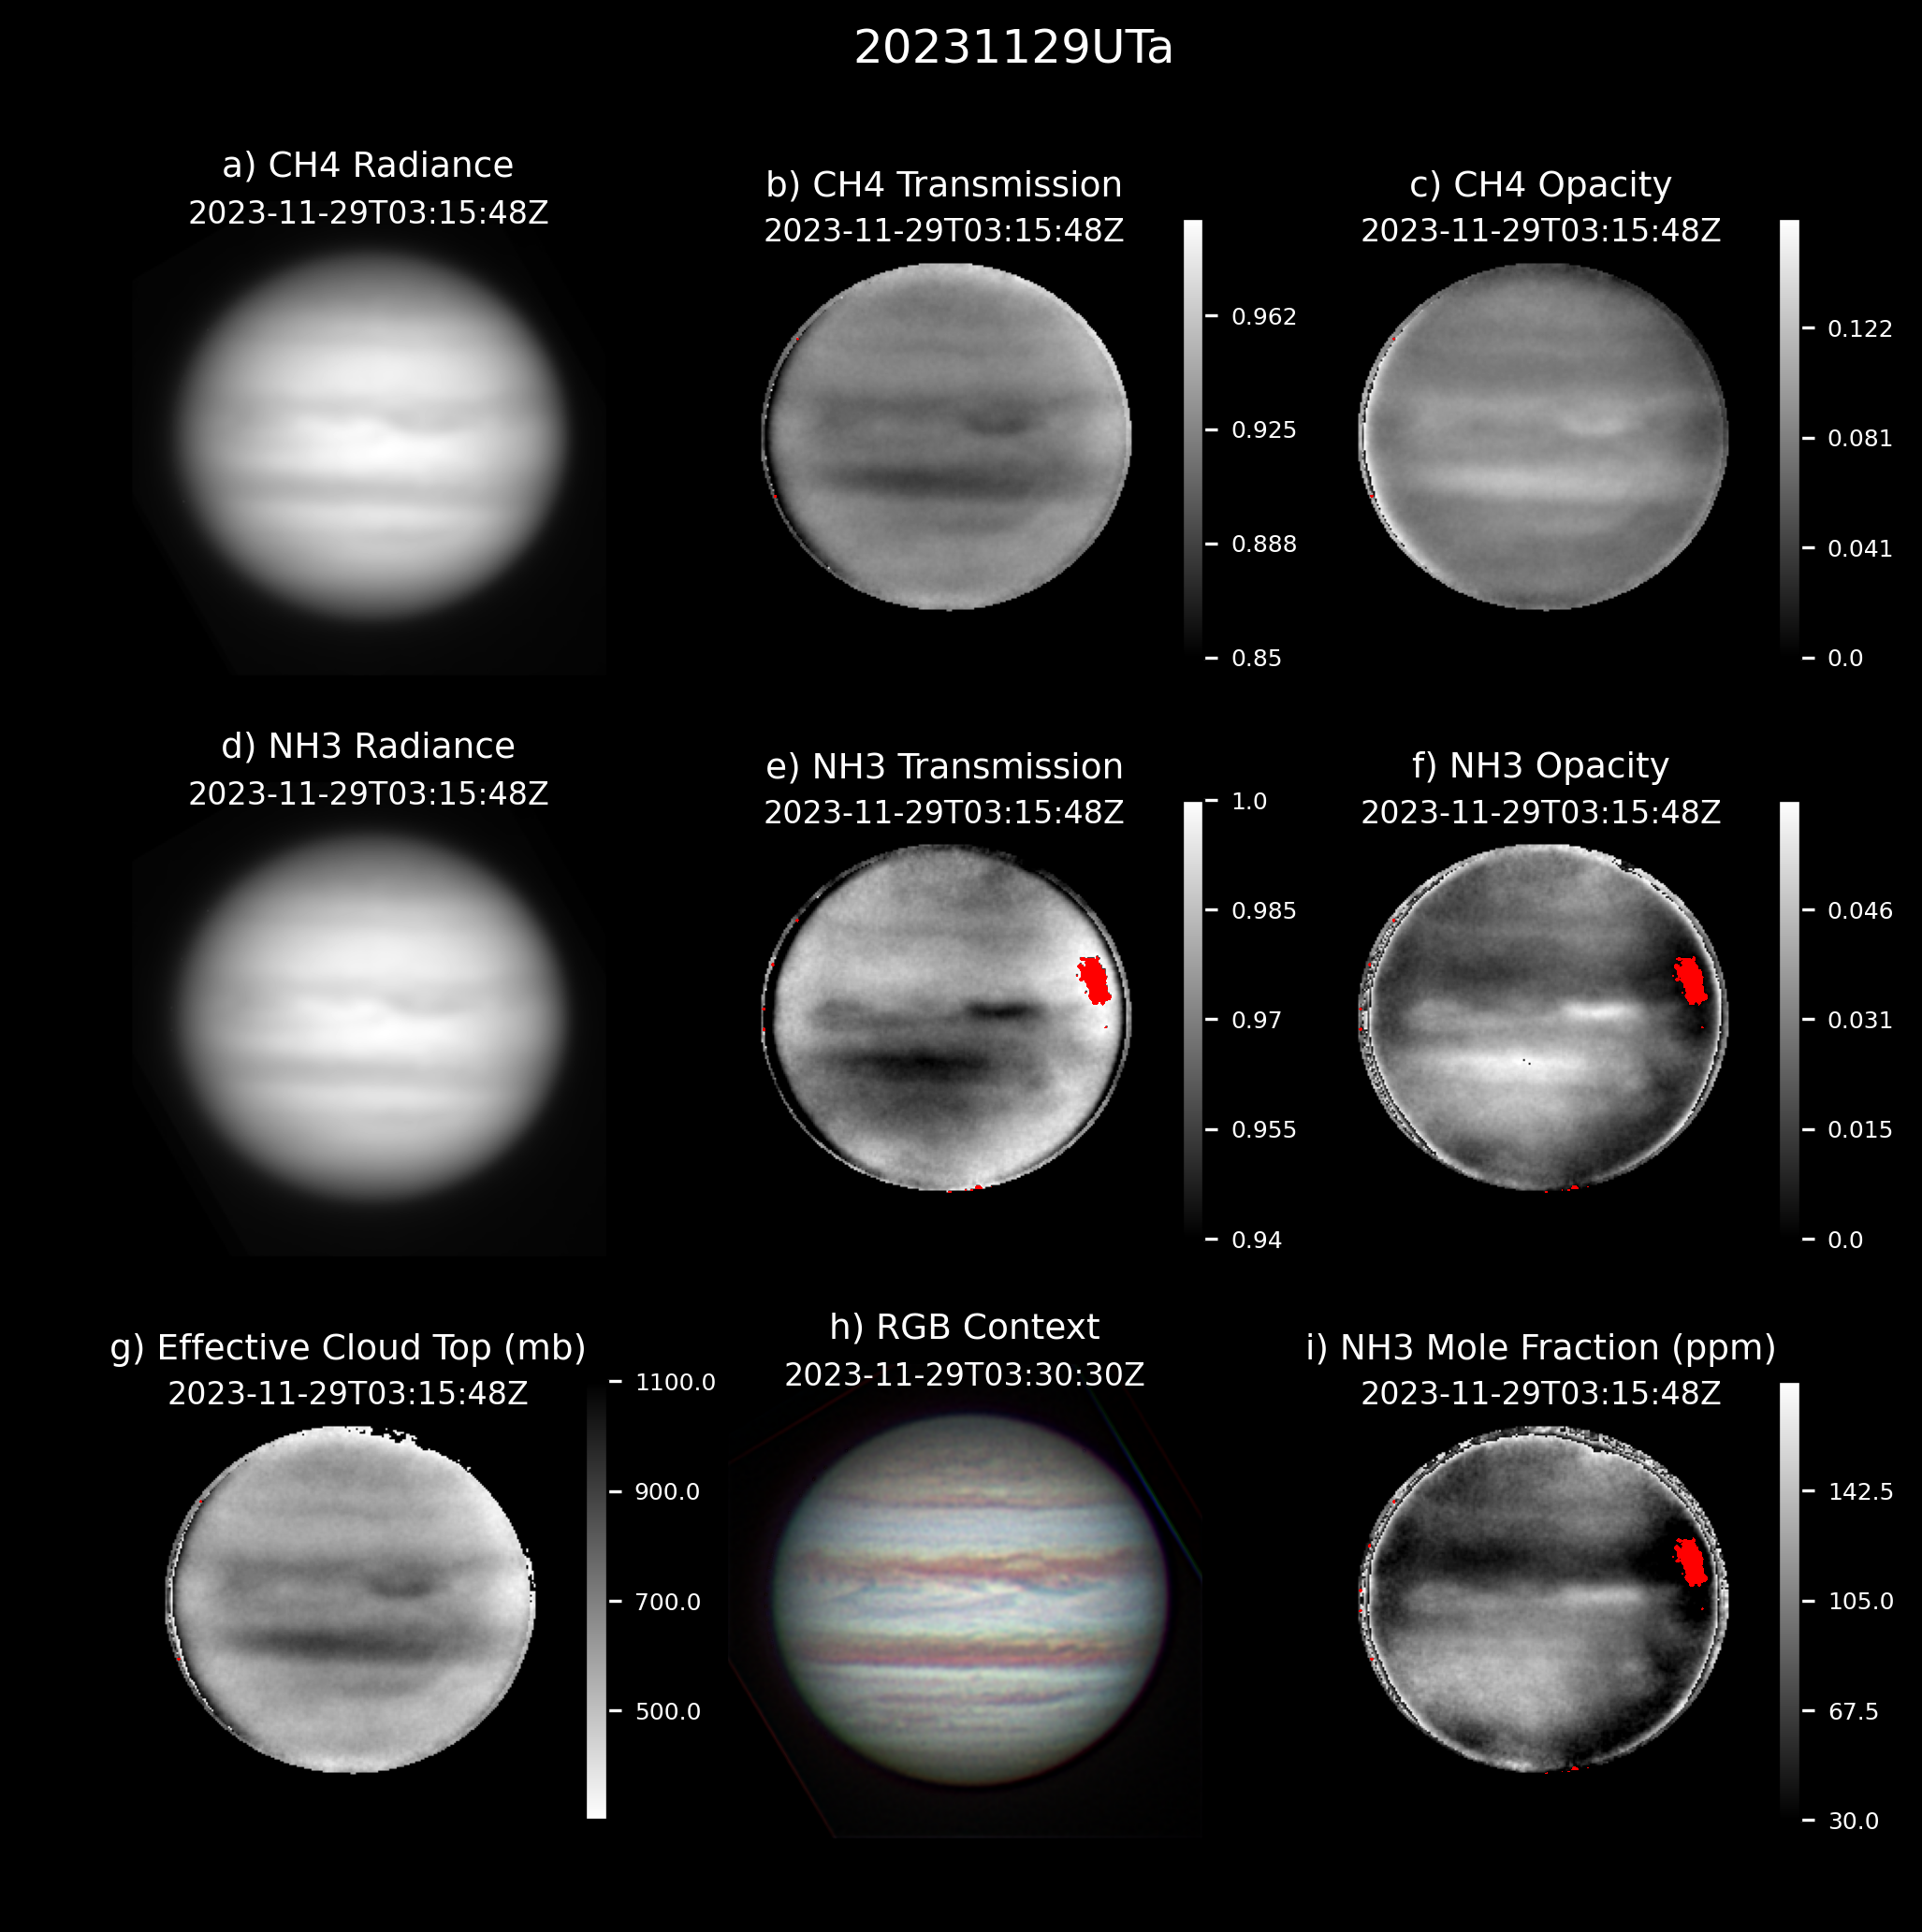 20231129UTa
a) CH4 Radiance
2023-11-29T03:15:48Z
b) CH4 Transmission
2023-11-29T03:15:48Z
0.962
0.925
0.888
0.85
c) CH4 Opacity
2023-11-29T03:15:48Z
0.122
0.081
0.041
0.0
d) NH3 Radiance
2023-11-29T03:15:48Z
e) NH3 Transmission
2023-11-29T03:15:48Z
1.0
0.985
0.97
0.955
0.94
f) NH3 Opacity
2023-11-29T03:15:48Z
0.046
0.031
0.015
0.0
g) Effective Cloud Top (mb)
2023-11-29T03:15:48Z
1100.0
900.0
700.0
500.0
h) RGB Context
2023-11-29T03:30:30Z
i) NH3 Mole Fraction (ppm)
2023-11-29T03:15:48Z
142.5
105.0
67.5
30.0